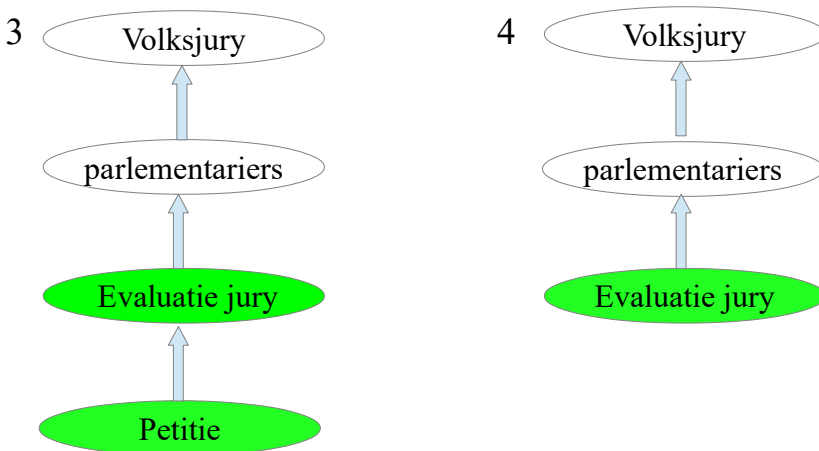 3
Volksjury
parlementariers
Evaluatie jury
Petitie
4
Volksjury
parlementariers
Evaluatie jury